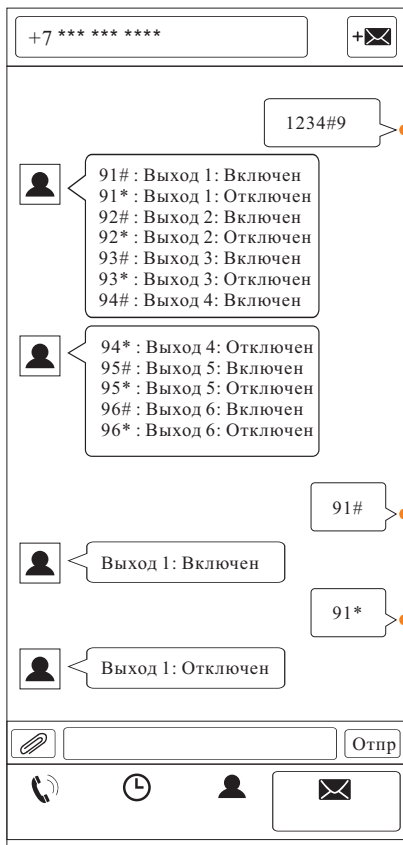 +7 *** *** ****
+
1234#9
91# : Выход 1: Включен
91* : Выход 1: Отключен
92# : Выход 2: Включен
92* : Выход 2: Отключен
93# : Выход 3: Включен
93* : Выход 3: Отключен
94# : Выход 4: Включен
94* : Выход 4: Отключен
95# : Выход 5: Включен
95* : Выход 5: Отключен
96# : Выход 6: Включен
96* : Выход 6: Отключен
91#
Выход 1: Включен
91*
Выход 1: Отключен
Отпр